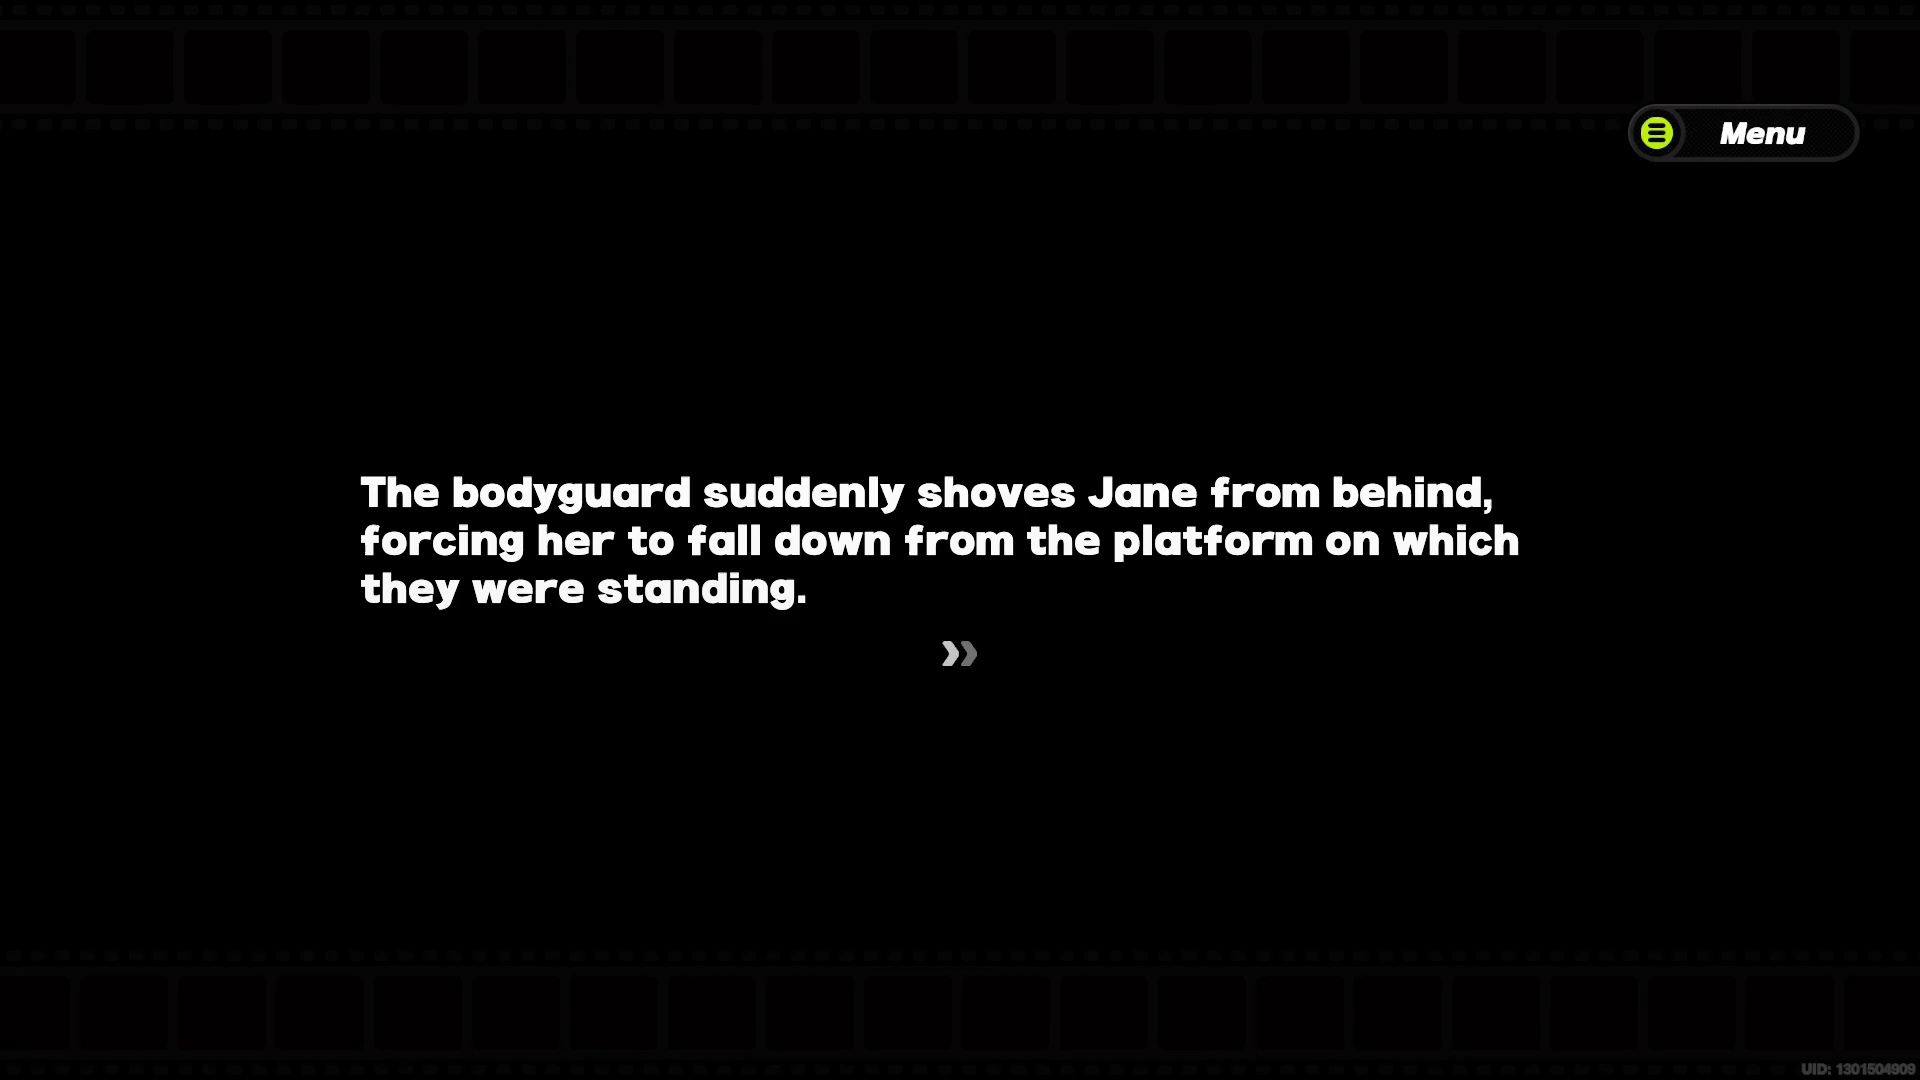 Menu
The bodyguard suddenly shoves Jane from behind,
forcing her to fall down from the platform on which
they were standing.
UID: 1301504909